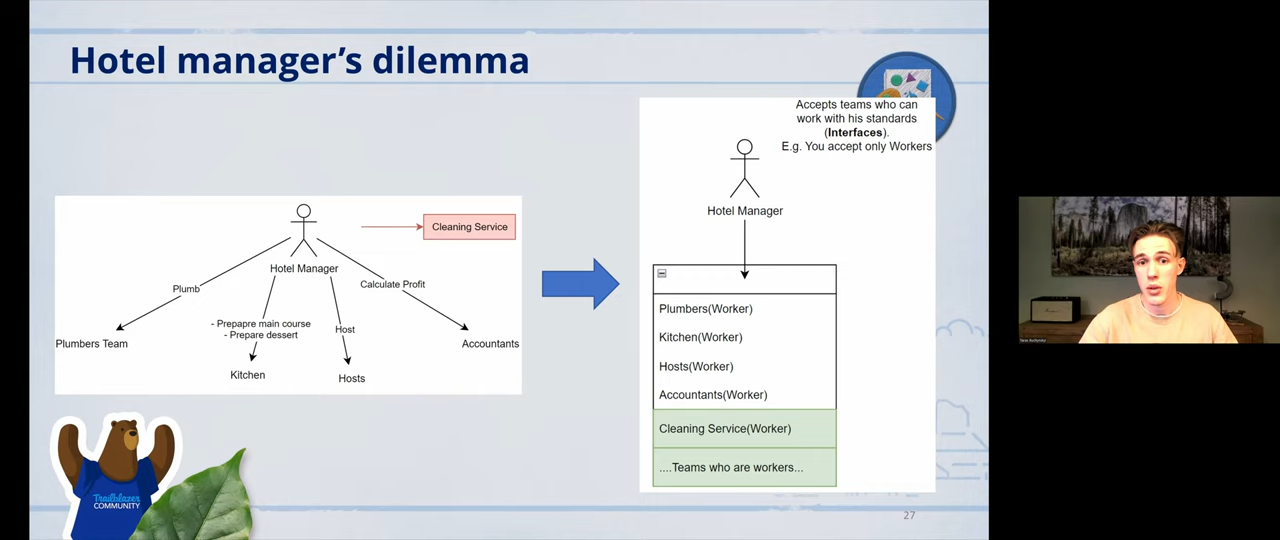 Hotel manager's dilemma
Cleaning Service
Hotel Manager
Plumb
Calculate Profit
- Prepapre main course
- Prepare dessert
Host
Plumbers Team
Kitchen
Hosts
Accountants
Accepts teams who can
work with his standards
(Interfaces).
E.g. You accept only Workers
Hotel Manager
Plumbers(Worker)
Kitchen(Worker)
Hosts(Worker)
Accountants(Worker)
Cleaning Service(Worker)
....Teams who are workers...
Trailblazer
COMMUNITY
27